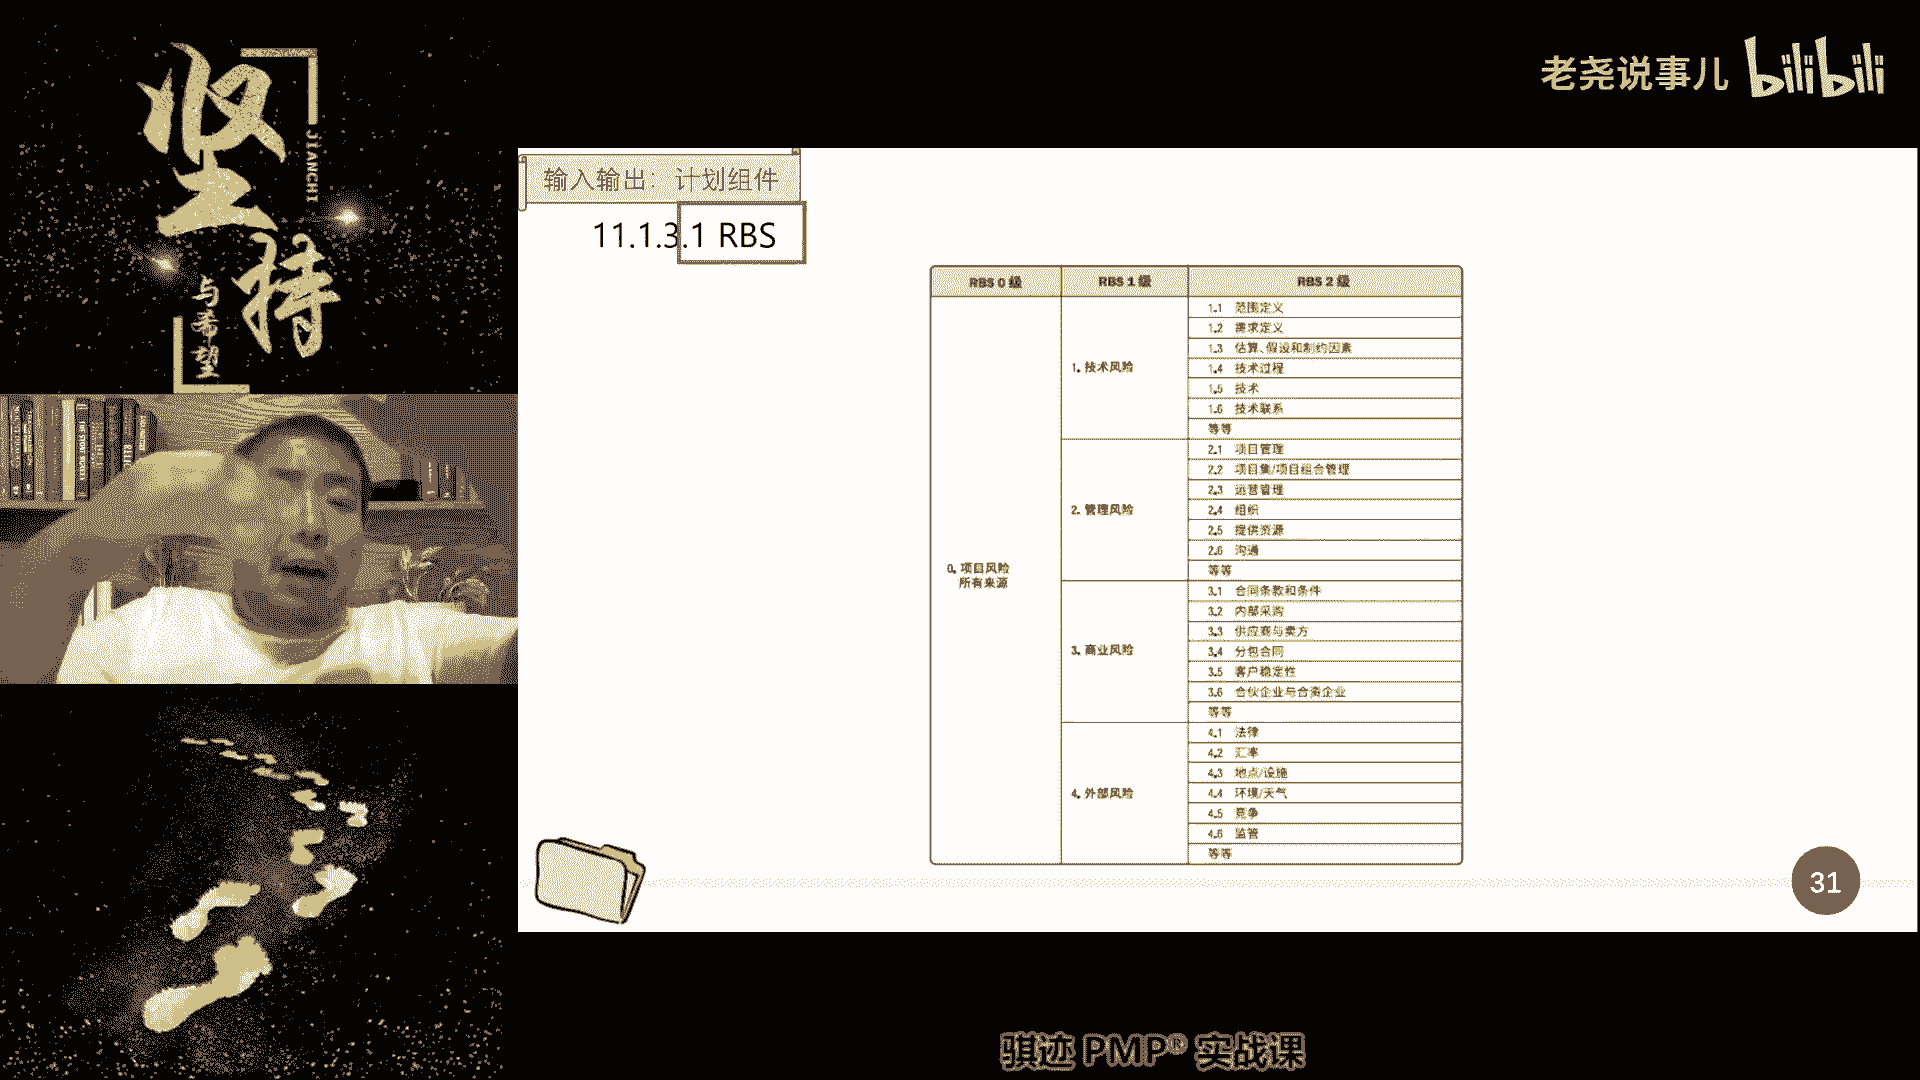 坚持
JIANCHI
与希望
老尧说事儿 bilibili
输入输出：计划组件
11.1.3.1 RBS
RBS 0 级 RBS 1 级 RBS 2 级
0. 项目风险
所有来源
1. 技术风险
1.1 范围定义
1.2 需求定义
1.3 估算、假设和制约因素
1.4 技术过程
1.5 技术
1.6 技术联系
等等
2. 管理风险
2.1 项目管理
2.2 项目集/项目组合管理
2.3 运营管理
2.4 组织
2.5 提供资源
2.6 沟通
等等
3. 商业风险
3.1 合同条款和条件
3.2 内部采购
3.3 供应商与卖方
3.4 分包合同
3.5 客户稳定性
3.6 合伙企业与合资企业
等等
4. 外部风险
4.1 法律
4.2 汇率
4.3 地点/设施
4.4 环境/天气
4.5 竞争
4.6 监管
等等
31
骐迹 PMP® 实战课